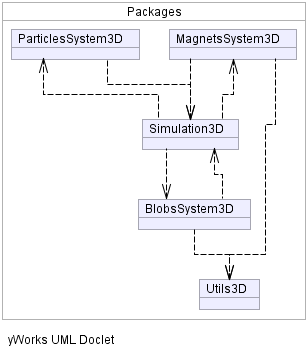 Packages
ParticlesSystem3D
MagnetsSystem3D
Simulation3D
BlobsSystem3D
Utils3D
yWorks UML Doclet